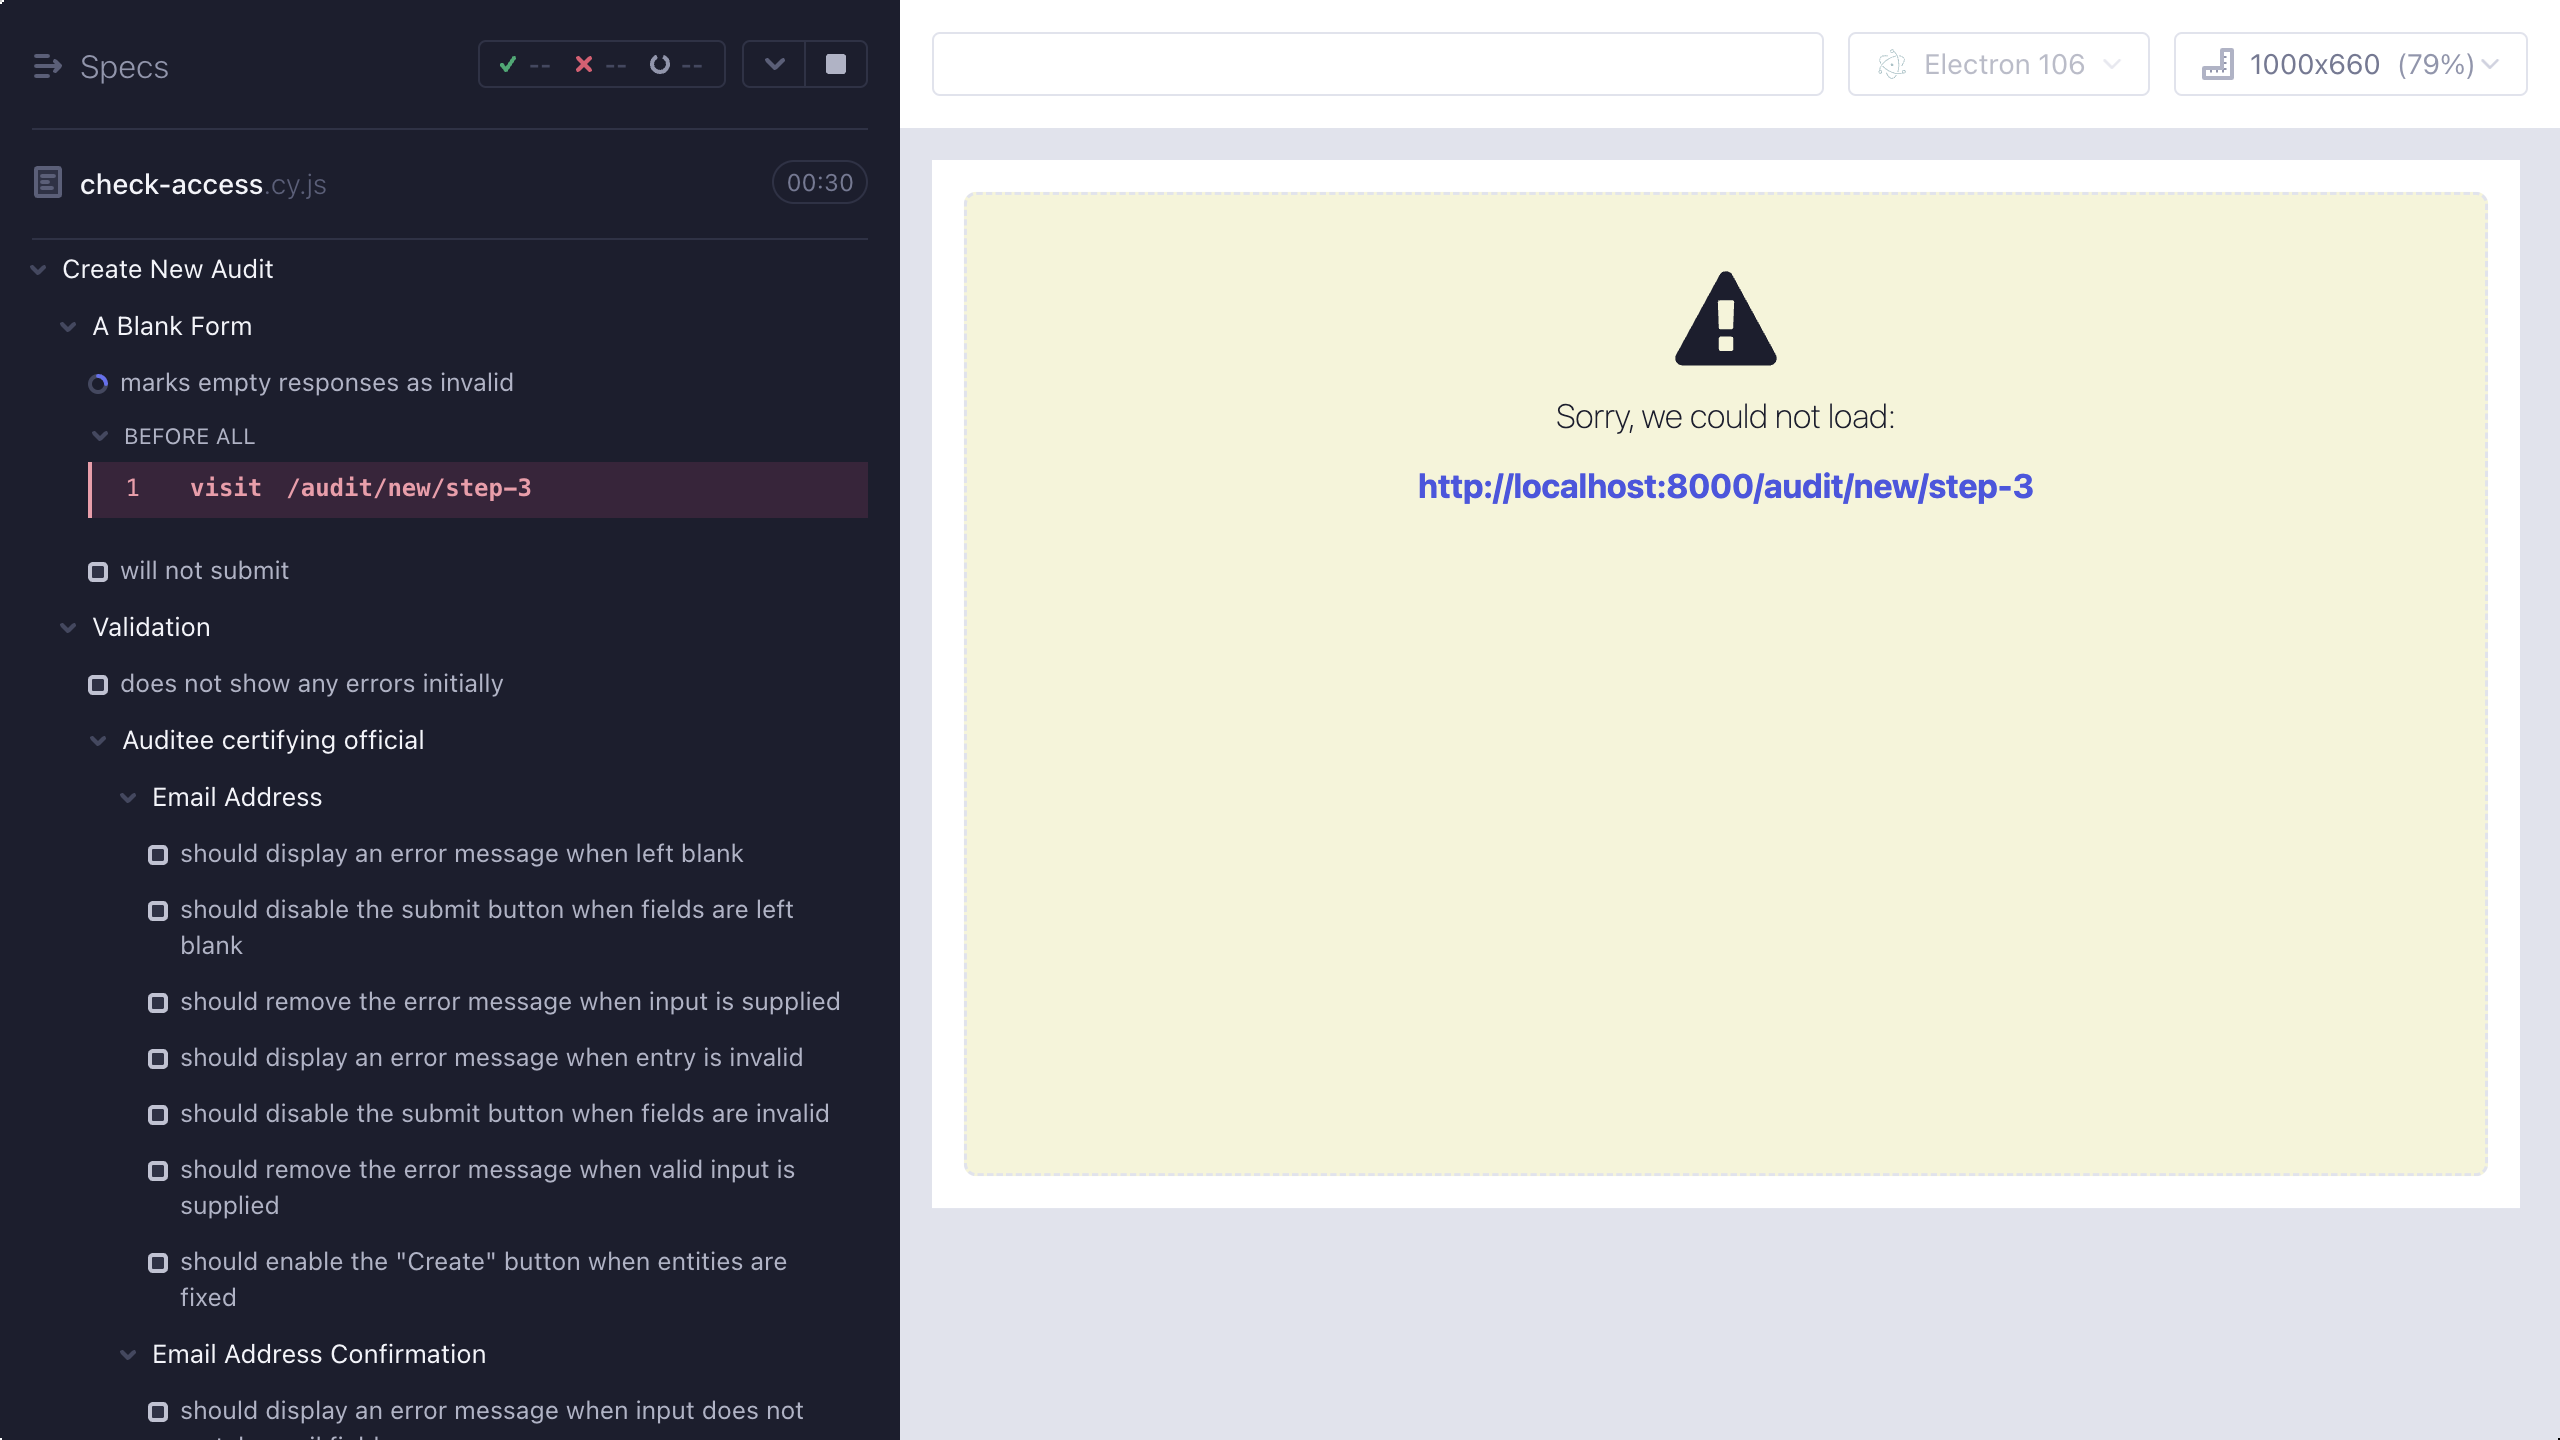 Specs
-- -- --
Electron 106
1000x660 (79%)
check-access.cy.js
00:30
Create New Audit
A Blank Form
marks empty responses as invalid
BEFORE ALL
1 visit /audit/new/step-3
will not submit
Validation
does not show any errors initially
Auditee certifying official
Email Address
should display an error message when left blank
should disable the submit button when fields are left
blank
should remove the error message when input is supplied
should display an error message when entry is invalid
should disable the submit button when fields are invalid
should remove the error message when valid input is
supplied
should enable the "Create" button when entities are
fixed
Email Address Confirmation
should display an error message when input does not
Sorry, we could not load:
http://localhost:8000/audit/new/step-3